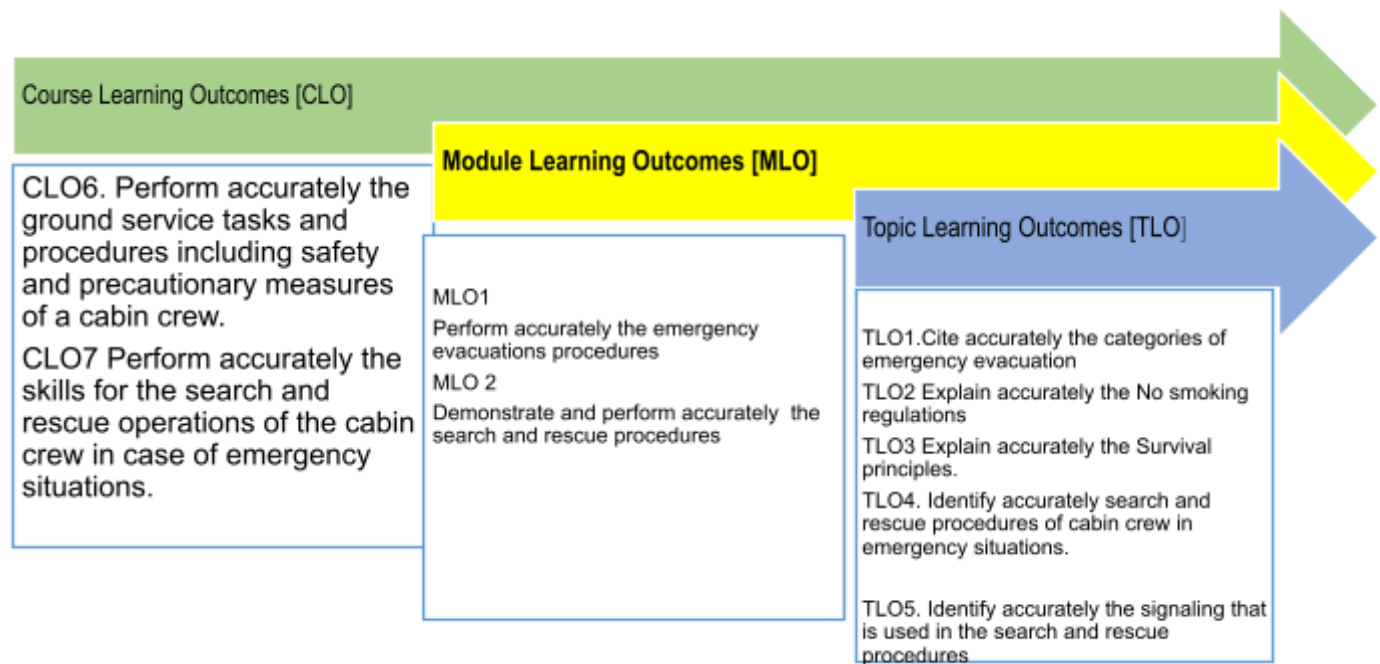 Course Learning Outcomes [CLO]
CLO6. Perform accurately the
ground service tasks and
procedures including safety
and precautionary measures
of a cabin crew.
CLO7 Perform accurately the
skills for the search and
rescue operations of the cabin
crew in case of emergency
situations.
Module Learning Outcomes [MLO]
MLO1
Perform accurately the emergency
evacuations procedures
MLO 2
Demonstrate and perform accurately the
search and rescue procedures
Topic Learning Outcomes [TLO]
TLO1.Cite accurately the categories of
emergency evacuation
TLO2 Explain accurately the No smoking
regulations
TLO3 Explain accurately the Survival
principles.
TLO4. Identify accurately search and
rescue procedures of cabin crew in
emergency situations.
TLO5. Identify accurately the signaling that
is used in the search and rescue
procedures